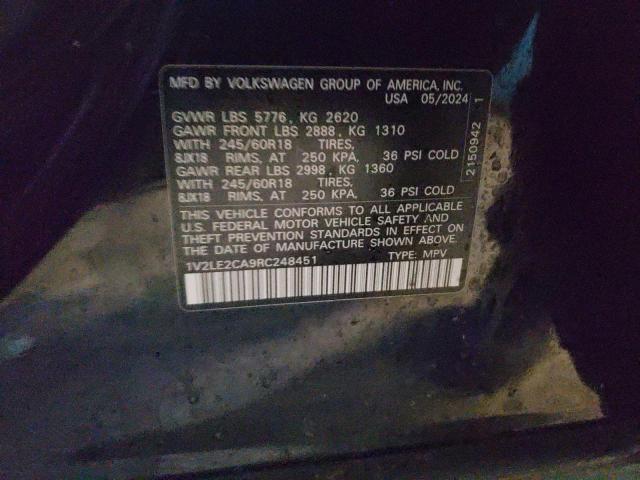 MFD BY VOLKSWAGEN GROUP OF AMERICA, INC.
USA 05/2024
GVWR LBS 5776, KG 2620
GAWR FRONT LBS 2888, KG 1310
WITH 245/60R18 TIRES,
8JX18 RIMS, AT 250 KPA, 36 PSI COLD
GAWR REAR LBS 2998, KG 1360
WITH 245/60R18 TIRES,
8JX18 RIMS, AT 250 KPA, 36 PSI COLD
THIS VEHICLE CONFORMS TO ALL APPLICABLE
U.S. FEDERAL MOTOR VEHICLE SAFETY AND
THEFT PREVENTION STANDARDS IN EFFECT ON
THE DATE OF MANUFACTURE SHOWN ABOVE.
1V2LE2CA9RC248451 TYPE: MPV
2150942 1